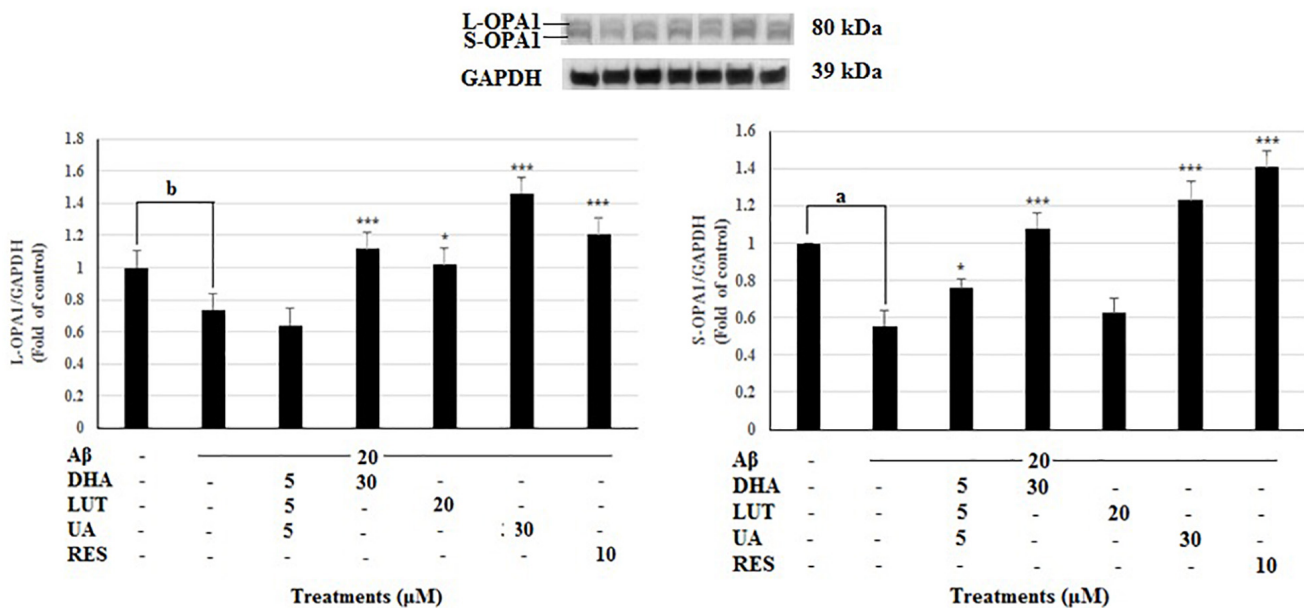 L-OPA1
S-OPA1
80 kDa
GAPDH
39 kDa
L-OPA1/GAPDH
(Fold of control)
1.8
1.6
1.4
1.2
1
0.8
0.6
0.4
0.2
0
b
***
*
***
***
Aβ - 20
DHA - - 5 30 - - -
LUT - - 5 - 20 - -
UA - - 5 - - 30 -
RES - - - - - - 10
Treatments (μM)
S-OPA1/GAPDH
(Fold of control)
1.6
1.4
1.2
1
0.8
0.6
0.4
0.2
0
a
*
***
***
***
Aβ - 20
DHA - - 5 30 - - -
LUT - - 5 - 20 - -
UA - - 5 - - 30 -
RES - - - - - - 10
Treatments (μM)